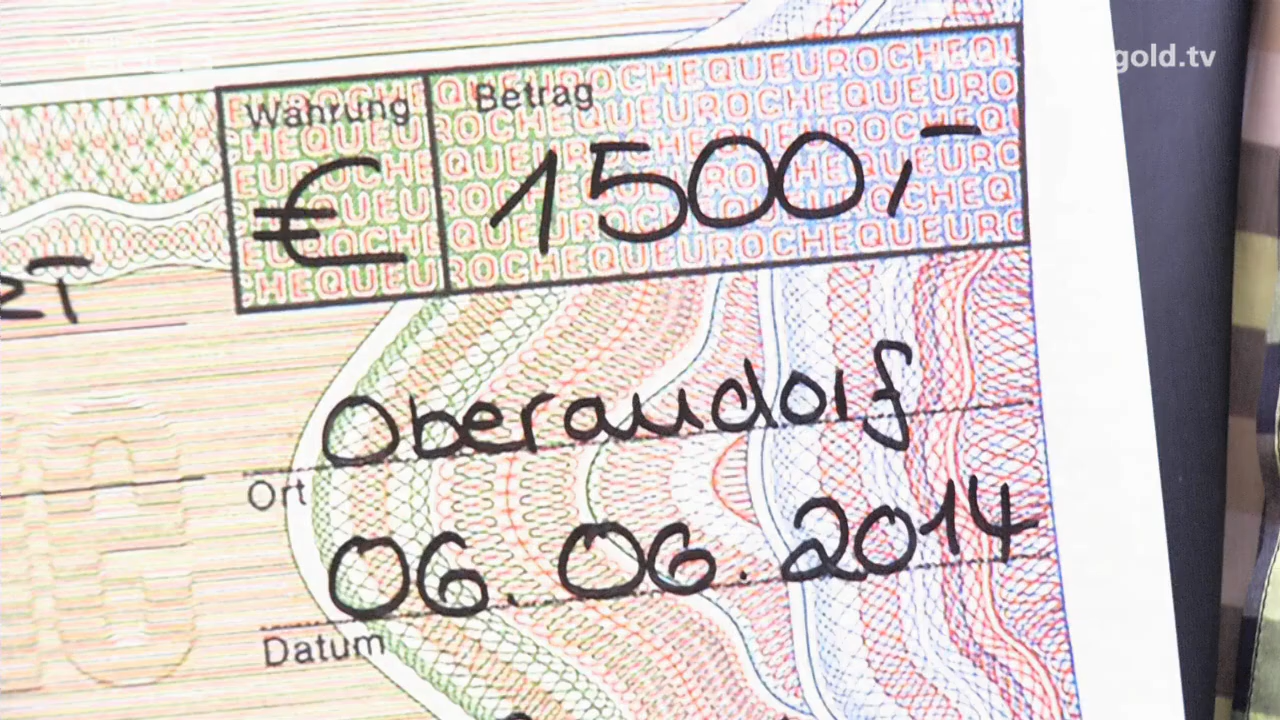 gold.tv
Währung
Betrag
€ 1500,-
Oberaudorf
Ort
06.06.2014
Datum